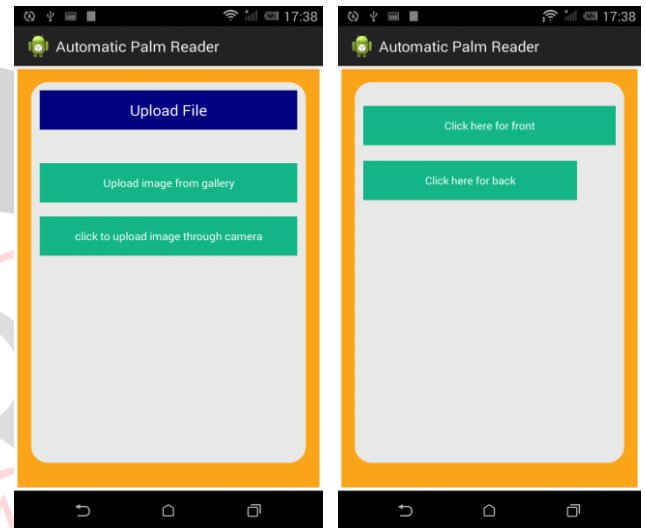 17:38
Automatic Palm Reader
Upload File
Upload image from gallery
click to upload image through camera
17:38
Automatic Palm Reader
Click here for front
Click here for back